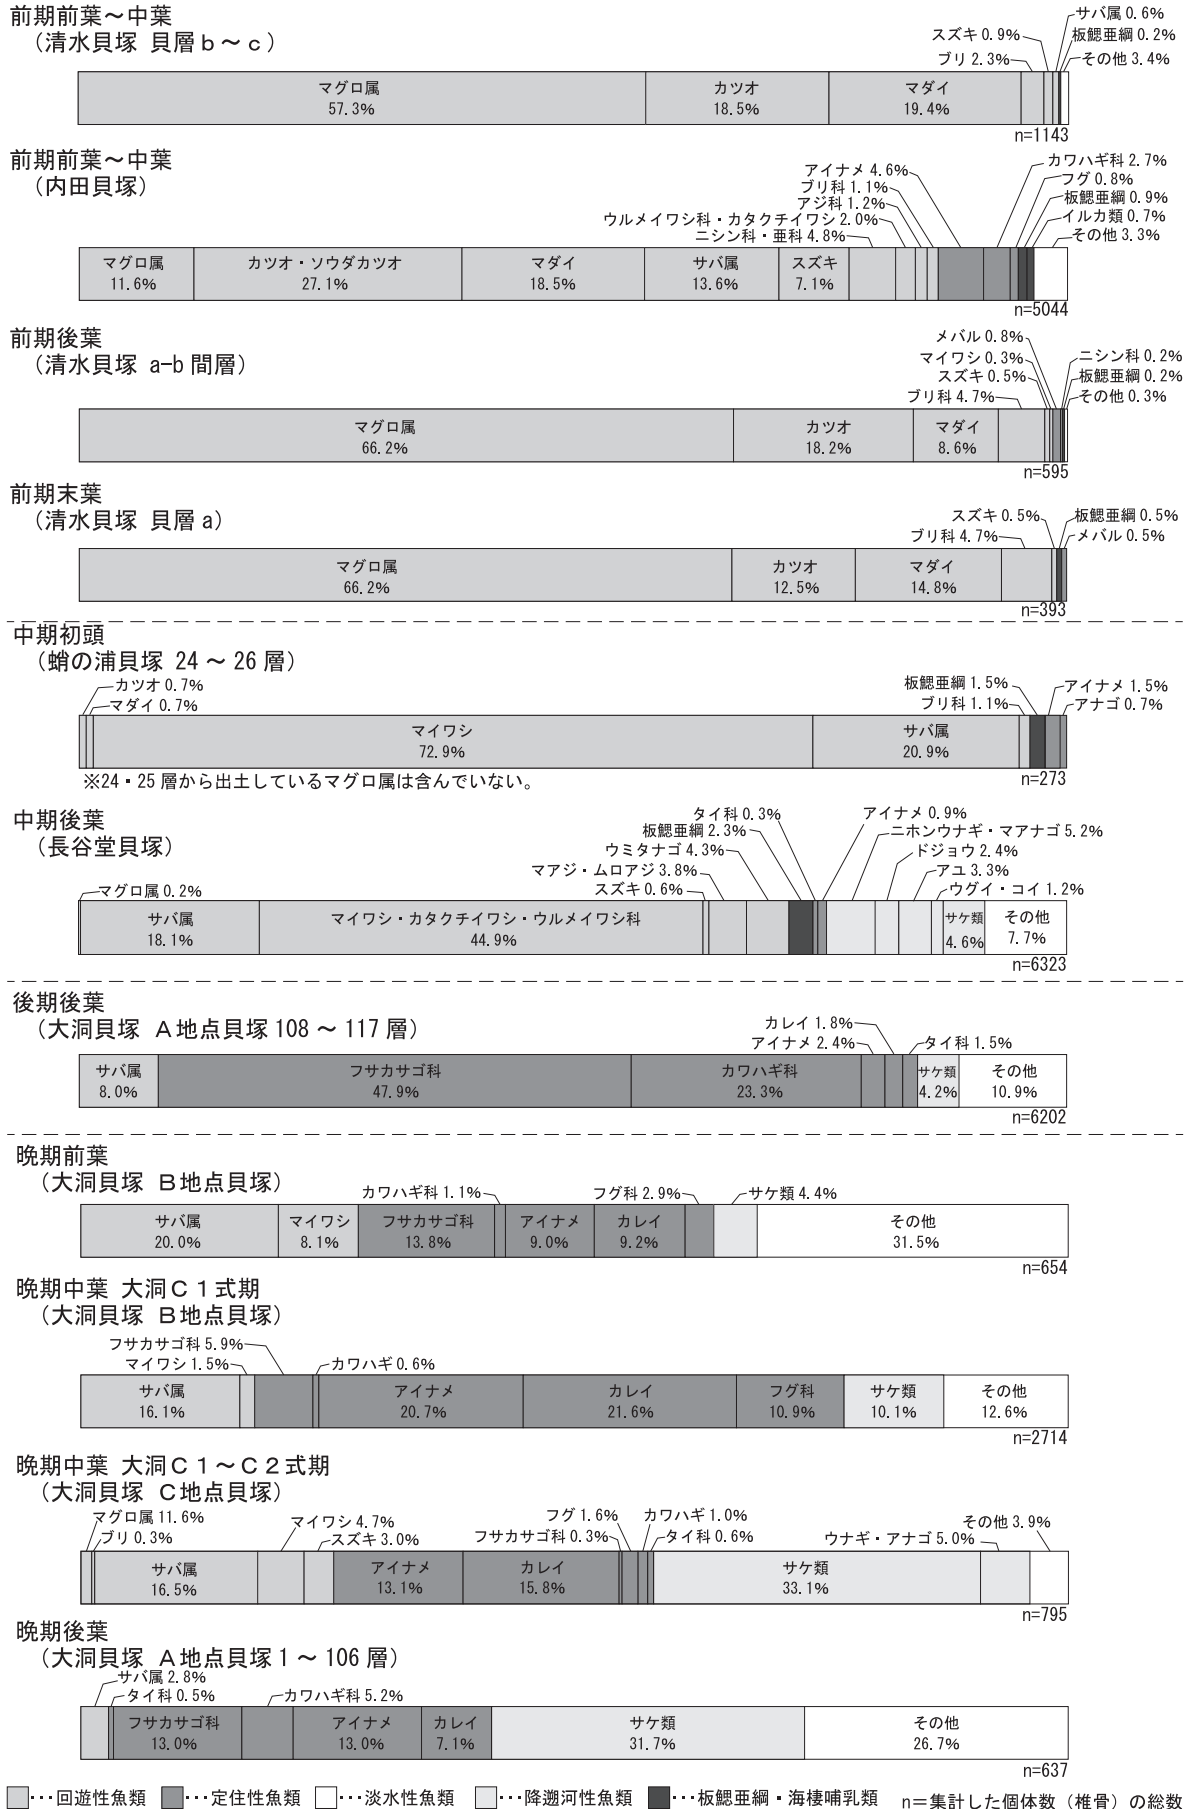 前期前葉～中葉
（清水貝塚 貝層ｂ～ｃ）
サバ属 0.6%
スズキ 0.9%
板鰓亜綱 0.2%
ブリ 2.3%
その他 3.4%
マグロ属 57.3%
カツオ 18.5%
マダイ 19.4%
n=1143
前期前葉～中葉
（内田貝塚）
カワハギ科 2.7%
アイナメ 4.6%
フグ 0.8%
ブリ科 1.1%
板鰓亜綱 0.9%
アジ科 1.2%
イルカ類 0.7%
ウルメイワシ科・カタクチイワシ 2.0%
その他 3.3%
ニシン科・亜科 4.8%
マグロ属 11.6%
カツオ・ソウダカツオ 27.1%
マダイ 18.5%
サバ属 13.6%
スズキ 7.1%
n=5044
前期後葉
（清水貝塚 a-b 間層）
メバル 0.8%
マイワシ 0.3%
ニシン科 0.2%
スズキ 0.5%
板鰓亜綱 0.2%
ブリ科 4.7%
その他 0.3%
マグロ属 66.2%
カツオ 18.2%
マダイ 8.6%
n=595
前期末葉
（清水貝塚 貝層 a）
スズキ 0.5%
板鰓亜綱 0.5%
ブリ科 4.7%
メバル 0.5%
マグロ属 66.2%
カツオ 12.5%
マダイ 14.8%
n=393
中期初頭
（蛸の浦貝塚 24 ～ 26 層）
カツオ 0.7%
マダイ 0.7%
板鰓亜綱 1.5%
アイナメ 1.5%
ブリ科 1.1%
アナゴ 0.7%
マイワシ 72.9%
サバ属 20.9%
※24・25 層から出土しているマグロ属は含んでいない。
n=273
中期後葉
（長谷堂貝塚）
タイ科 0.3%
アイナメ 0.9%
板鰓亜綱 2.3%
ニホンウナギ・マアナゴ 5.2%
ウミタナゴ 4.3%
ドジョウ 2.4%
マアジ・ムロアジ 3.8%
アユ 3.3%
マグロ属 0.2%
スズキ 0.6%
ウグイ・コイ 1.2%
サバ属 18.1%
マイワシ・カタクチイワシ・ウルメイワシ科 44.9%
サケ類 4.6%
その他 7.7%
n=6323
後期後葉
（大洞貝塚 Ａ地点貝塚 108 ～ 117 層）
カレイ 1.8%
アイナメ 2.4%
タイ科 1.5%
サバ属 8.0%
フサカサゴ科 47.9%
カワハギ科 23.3%
サケ類 4.2%
その他 10.9%
n=6202
晩期前葉
（大洞貝塚 Ｂ地点貝塚）
カワハギ科 1.1%
フグ科 2.9%
サケ類 4.4%
サバ属 20.0%
マイワシ 8.1%
フサカサゴ科 13.8%
アイナメ 9.0%
カレイ 9.2%
その他 31.5%
n=654
晩期中葉 大洞Ｃ１式期
（大洞貝塚 Ｂ地点貝塚）
フサカサゴ科 5.9%
マイワシ 1.5%
カワハギ 0.6%
サバ属 16.1%
アイナメ 20.7%
カレイ 21.6%
フグ科 10.9%
サケ類 10.1%
その他 12.6%
n=2714
晩期中葉 大洞Ｃ１～Ｃ２式期
（大洞貝塚 Ｃ地点貝塚）
マグロ属 11.6%
ブリ 0.3%
マイワシ 4.7%
スズキ 3.0%
フグ 1.6%
カワハギ 1.0%
フサカサゴ科 0.3%
タイ科 0.6%
ウナギ・アナゴ 5.0%
その他 3.9%
サバ属 16.5%
アイナメ 13.1%
カレイ 15.8%
サケ類 33.1%
n=795
晩期後葉
（大洞貝塚 Ａ地点貝塚 1 ～ 106 層）
サバ属 2.8%
タイ科 0.5%
カワハギ科 5.2%
フサカサゴ科 13.0%
アイナメ 13.0%
カレイ 7.1%
サケ類 31.7%
その他 26.7%
n=637
・・・回遊性魚類 ・・・定住性魚類 ・・・淡水性魚類 ・・・降遡河性魚類 ・・・板鰓亜綱・海棲哺乳類 n=集計した個体数（椎骨）の総数